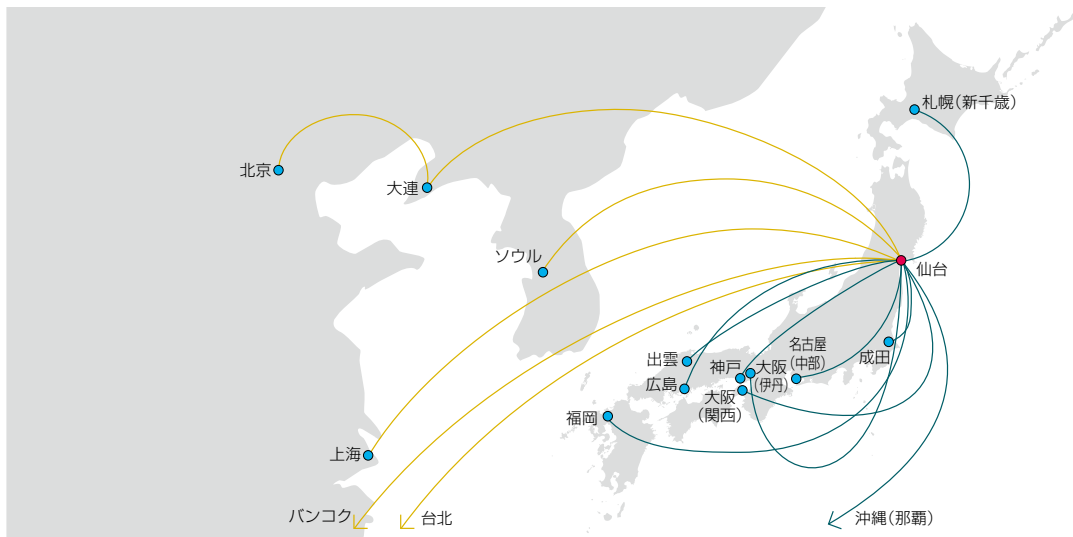 札幌（新千歳）
北京
大連
ソウル
仙台
名古屋
（中部）
成田
出雲
神戸
大阪
（伊丹）
広島
大阪
（関西）
福岡
上海
バンコク
台北
沖縄（那覇）